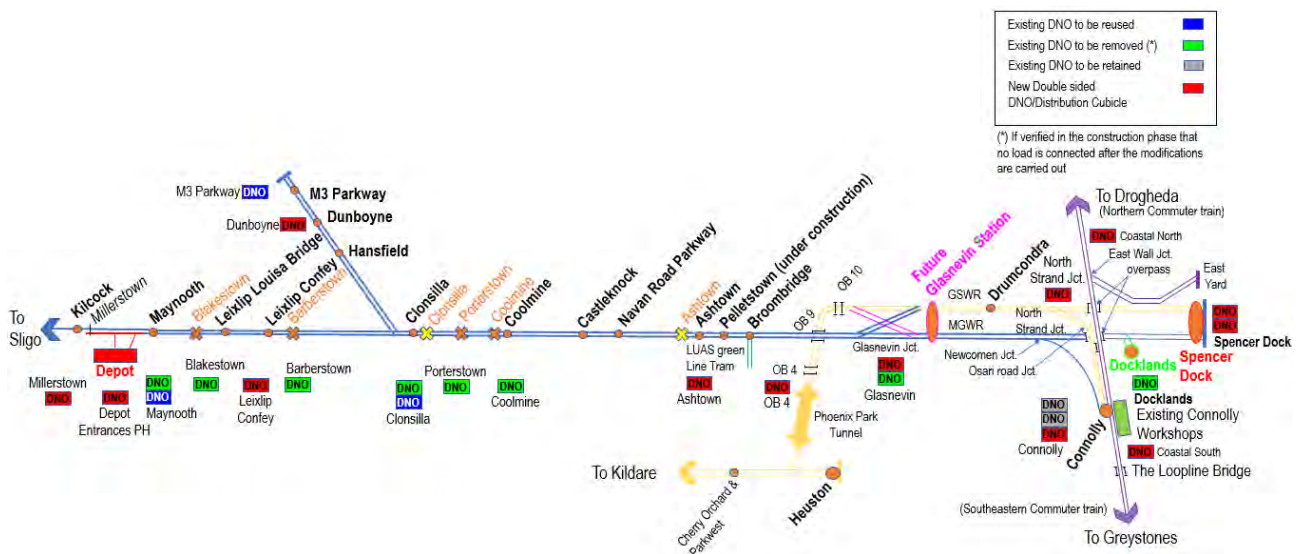 Existing DNO to be reused
Existing DNO to be removed (*)
Existing DNO to be retained
New Double sided
DNO/Distribution Cubicle
(*) If verified in the construction phase that
no load is connected after the modifications
are carried out
M3 Parkway DNO
M3 Parkway
Dunboyne DNO
Dunboyne
Hansfield
To
Sligo
Kilcock
Millerstown
Maynooth
Blakestown
Leixlip Louisa Bridge
Leixlip Confey
Barberstown
Clonsilla
Clonsilla
Porterstown
Coolmine
Coolmine
Castleknock
Navan Road Parkway
Ashtown
Ashtown
Pelletstown (under construction)
Broombridge
OB 9
OB 10
Future
Glasnevin Station
Drumcondra
GSWR
MGWR
To Drogheda
(Northern Commuter train)
DNO Coastal North
East Wall Jct.
overpass
North
Strand Jct.
DNO
North
Strand Jct.
East
Yard
DNO
DNO
Spencer Dock
Spencer
Dock
Newcomen Jct.
Osari road Jct.
Docklands
DNO
Docklands
Existing Connolly
Workshops
DNO Coastal South
The Loopline Bridge
Connolly
DNO
DNO
DNO
Connolly
(Southeastern Commuter train)
To Greystones
Depot
Millerstown
DNO
DNO
Depot
Entrances PH
DNO
DNO
Maynooth
Blakestown
DNO
DNO
Leixlip
Confey
Barberstown
DNO
DNO
DNO
Clonsilla
Porterstown
DNO
DNO
Coolmine
LUAS green
Line Tram
DNO
Ashtown
OB 4
DNO
OB 4
Glasnevin Jct.
DNO
DNO
Glasnevin
Phoenix Park
Tunnel
To Kildare
Cherry Orchard &
Parkwest
Heuston